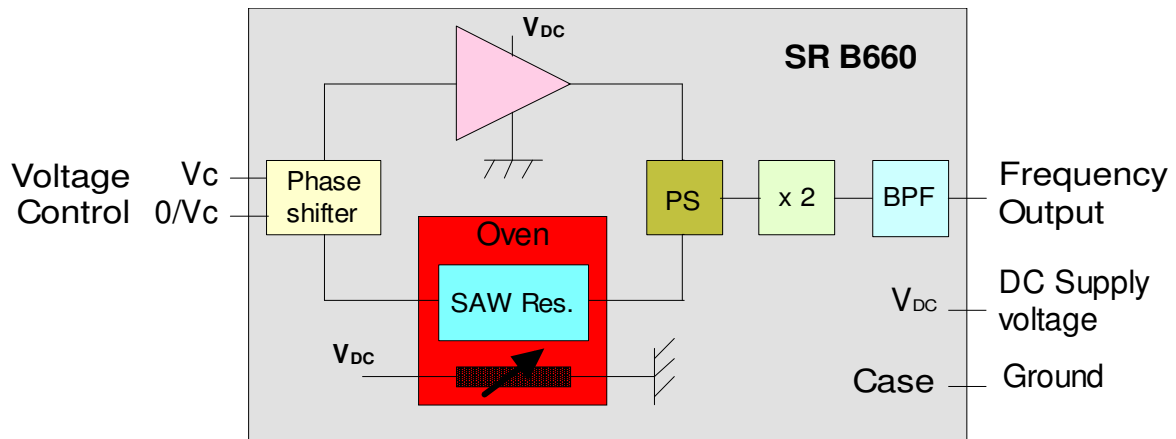 VDC
SR B660
Voltage
Control
Vc
0/Vc
Phase
shifter
PS
x 2
BPF
Frequency
Output
Oven
SAW Res.
VDC
VDC
DC Supply
voltage
Case
Ground